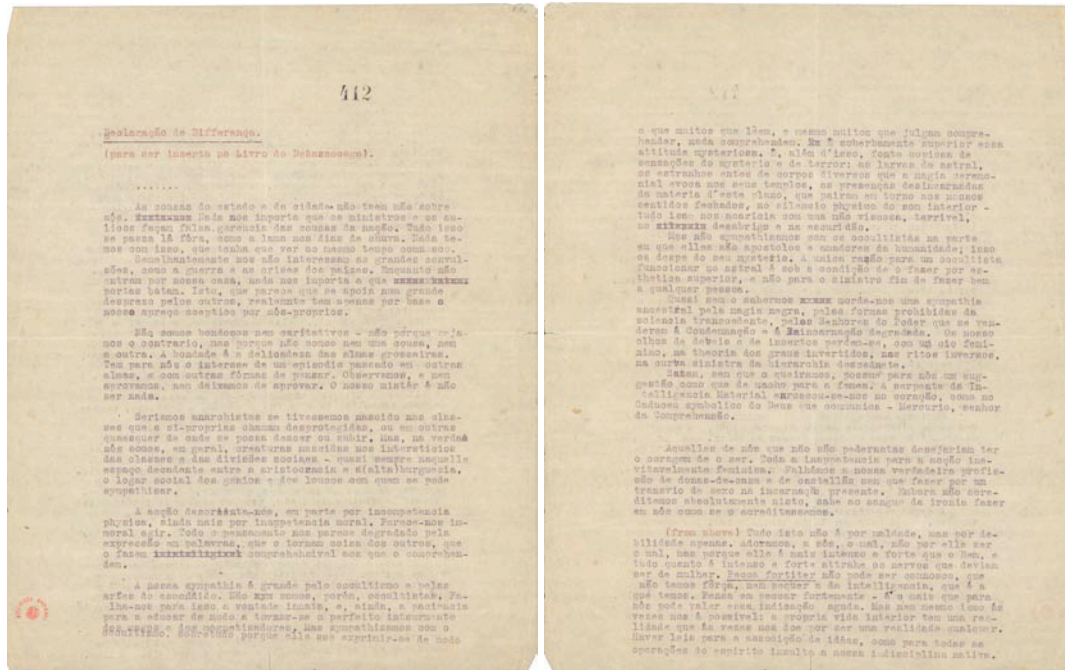 412
Declaração de Differença.
(para ser inserta no Livro do Desassocego).
.......
As cousas do estado e da cidade não teem mão sobre
nós. Nada nos importa que os ministros e os au-
licos façam falsa gerencia das cousas da nação. Tudo isso
se passa lá fóra, como a lama nos dias de chuva. Nada te-
mos com isso, que tenha que ver ao mesmo tempo comnosco.
Semelhantemente nos não interessam as grandes convul-
sões, como a guerra e as crises dos paizes. Enquanto não
entram por nossa casa, nada nos importa a que
portas batam. Isto, que parece que se apoia num grande
desprezo pelos outros, realmente tem apenas por base o
nosso apreço sceptico por nós-proprios.
Não somos bondosos nem caritativos - não porque seja-
mos o contrario, mas porque não somos nem uma cousa, nem
a outra. A bondade é a delicadeza das almas grosseiras.
Tem para nós o interesse de um episodio passado em outras
almas, e com outras fórmas de pensar. Observamos, e nem
aprovamos, nem deixamos de aprovar. O nosso mistér é não
ser nada.
Seriamos anarchistas se tivessemos nascido nas clas-
ses que a si-proprias chamam desprotegidas, ou em outras
quaesquer de onde se possa descer ou subir. Mas, na verdade
nós somos, em geral, creaturas nascidas nos intersticios
das classes e das divisões sociaes - quasi sempre naquelle
espaço decadente entre a aristocracia e a (alta) burguezia,
o logar social dos genios e dos loucos com quem se pode
sympathizar.
A acção desorienta-nos, em parte por incompetencia
physica, ainda mais por inappetencia moral. Parece-nos im-
moral agir. Todo o pensamento nos parece degradado pela
expressão em palavras, que o tornam coisa dos outros, que
o fazem comprehensivel aos que o comprehen-
dem.
A nossa sympathia é grande pelo occultismo e pelas
artes do escondido. Não somos, porém, occultistas. Fa-
lha-nos para isso a vontade innata, e, ainda, a paciencia
para a educar de modo a tornar-se o perfeito instrumento
dos magos e dos magnetizadores. Mas sympathisamos com o
occultismo, sobretudo porque elle soe exprimir-se de modo
a que muitos que lêem, e mesmo muitos que julgam compre-
hender, nada comprehendem. É soberbamente superior essa
attitude mysteriosa. É, além d'isso, fonte copiosa de
sensações do mysterio e de terror: as larvas do astral,
os estranhos entes de corpos diversos que a magia ceremo-
nial evoca nos seus templos, as presenças desincarnadas
da materia d'este plano, que pairam em torno aos nossos
sentidos fechados, no silencio physico do som interior -
tudo isso nos acaricia com uma mão viscosa, terrivel,
no desabrigo e na escuridão.
Mas não sympathisamos com os occultistas na parte
em que elles são apostolos e amadores da humanidade; isso
os despe do seu mysterio. A unica razão para um occultista
funccionar no astral é sob a condição de o fazer por es-
thetica superior, e não para o sinistro fim de fazer bem
a qualquer pessoa.
Quasi sem o sabermos morde-nos uma sympathia
ancestral pela magia negra, pelas formas prohibidas da
sciencia transcendente, pelos Senhores do Poder que se ven-
deram á Condemnação e á Reincarnação degradada. Os nosso
olhos de debeis e de incertos perdem-se, com um cio femi-
nino, na theoria dos graus invertidos, nos ritos inversos,
na curva sinistra da hierarchia descendente.
Satan, sem que o queiramos, possue para nós um sug-
gestão como que de macho para a femea. A serpente da In-
telligencia Material enroscou-se-nos no coração, como no
Caduceu symbolico do Deus que communica - Mercurio, senhor
da Comprehensão.
Aquelles de nós que não são pederastas desejariam ter
o coragem de o ser. Toda a inappetencia para a acção ine-
vitavelmente feminiza. Falhámos a nossa verdadeira profis-
são de donas-de-casa e de castellãs sem que fazer por um
transvio de sexo na incarnação presente. Embora não acre-
ditemos absolutamente nisto, sabe ao sangue da ironia fazer
em nós como se o acreditassemos.
(from above) Tudo isto não é por maldade, mas por de-
bilidade apenas. Adoramos, a sós, o mal, não por elle ser
o mal, mas porque elle é mais intenso e forte que o Bem, e
tudo quanto é intenso e forte attrahe os nervos que deviam
ser de mulher. Pecca fortiter não pode ser comnosco, que
não temos força, nem sequer a da intelligencia, que é a
que temos. Pensa em peccar fortemente - é o mais que para
nós pode valer essa indicação aguda. Mas nem mesmo isso ás
vezes nos é possivel: a propria vida interior tem uma rea-
lidade que ás vezes nos doe por ser uma realidade qualquer.
Haver leis para a associação de idéas, como para todas as
operações do espirito insulta a nossa indisciplina nativa.